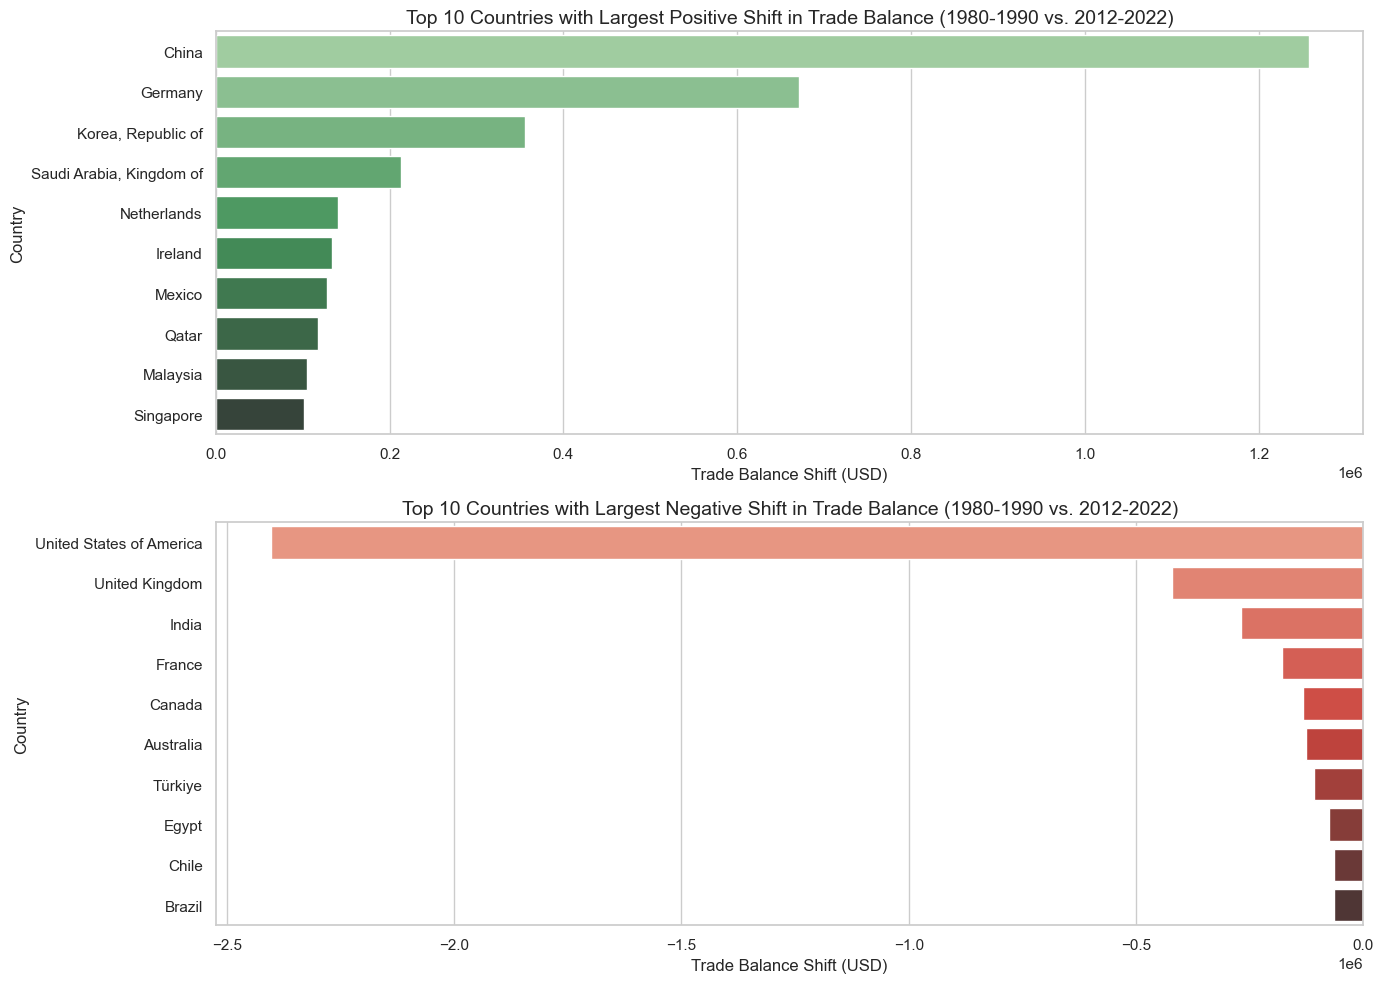 Top 10 Countries with Largest Positive Shift in Trade Balance (1980-1990 vs. 2012-2022)
Country
China
Germany
Korea, Republic of
Saudi Arabia, Kingdom of
Netherlands
Ireland
Mexico
Qatar
Malaysia
Singapore
0.0 0.2 0.4 0.6 0.8 1.0 1.2
1e6
Trade Balance Shift (USD)
Top 10 Countries with Largest Negative Shift in Trade Balance (1980-1990 vs. 2012-2022)
Country
United States of America
United Kingdom
India
France
Canada
Australia
Türkiye
Egypt
Chile
Brazil
−2.5 −2.0 −1.5 −1.0 −0.5 0.0
1e6
Trade Balance Shift (USD)